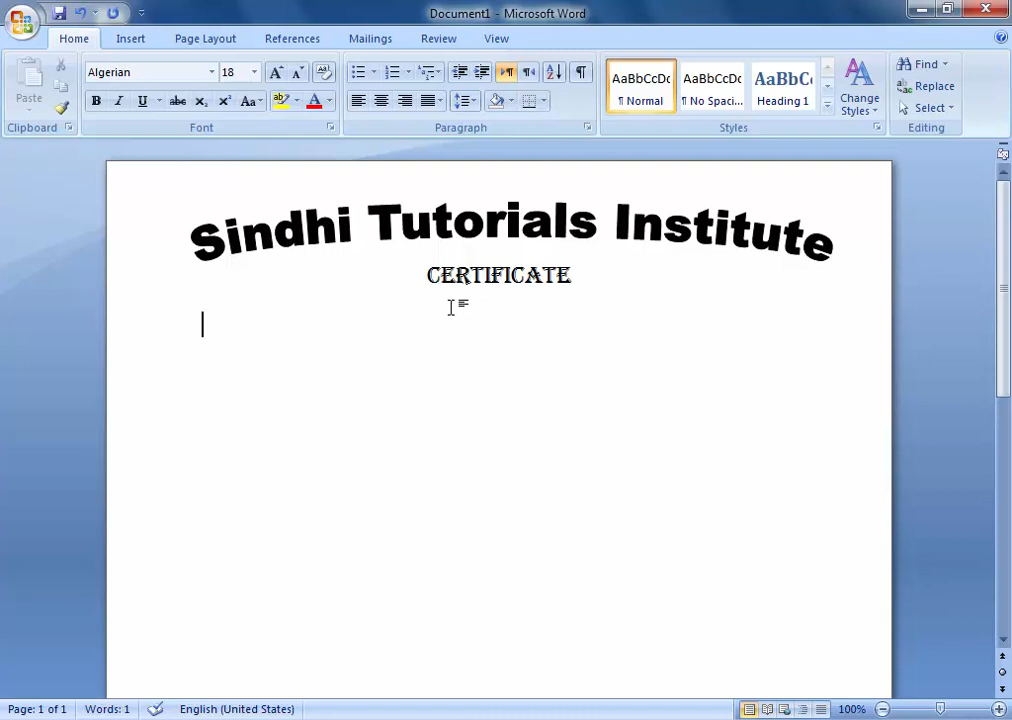 Document1 - Microsoft Word
Home Insert Page Layout References Mailings Review View
Paste
Algerian 18
AaBbCcDc AaBbCcDc AaBbC
¶ Normal ¶ No Spaci... Heading 1
Change Styles
Find
Replace
Select
Clipboard Font Paragraph Styles Editing
Sindhi Tutorials Institute
CERTIFICATE
Page: 1 of 1 Words: 1 English (United States) 100%